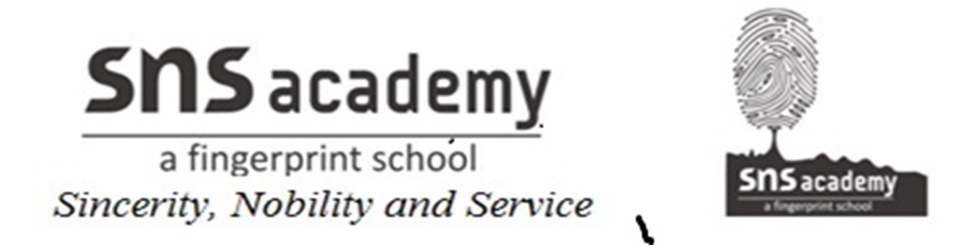 sns academy
a fingerprint school
Sincerity, Nobility and Service
sns academy
a fingerprint school